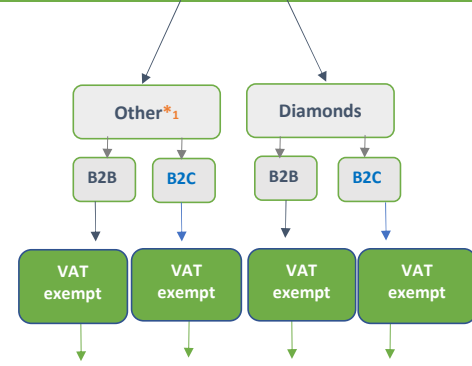 Other*1 Diamonds
B2B B2C B2B B2C
VAT VAT VAT VAT
exempt exempt exempt exempt